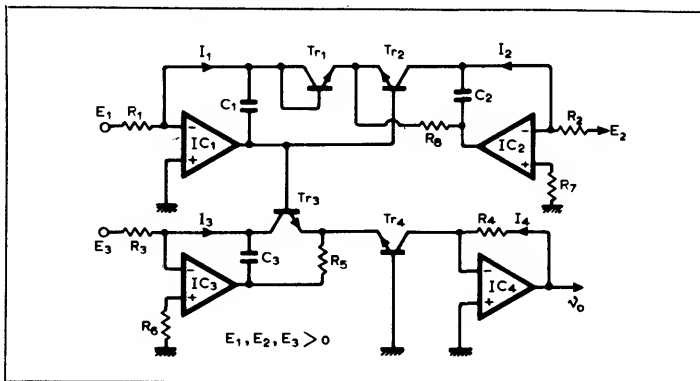 I1 Tr1 Tr2 I2
E1 R1 C1 C2 R2
R8 E2
- + IC1 IC2 - +
R7
Tr3
E3 R3 I3 Tr4 R4 I4
C3 R5
- + IC3 - + IC4
R6 v0
E1, E2, E3 > 0